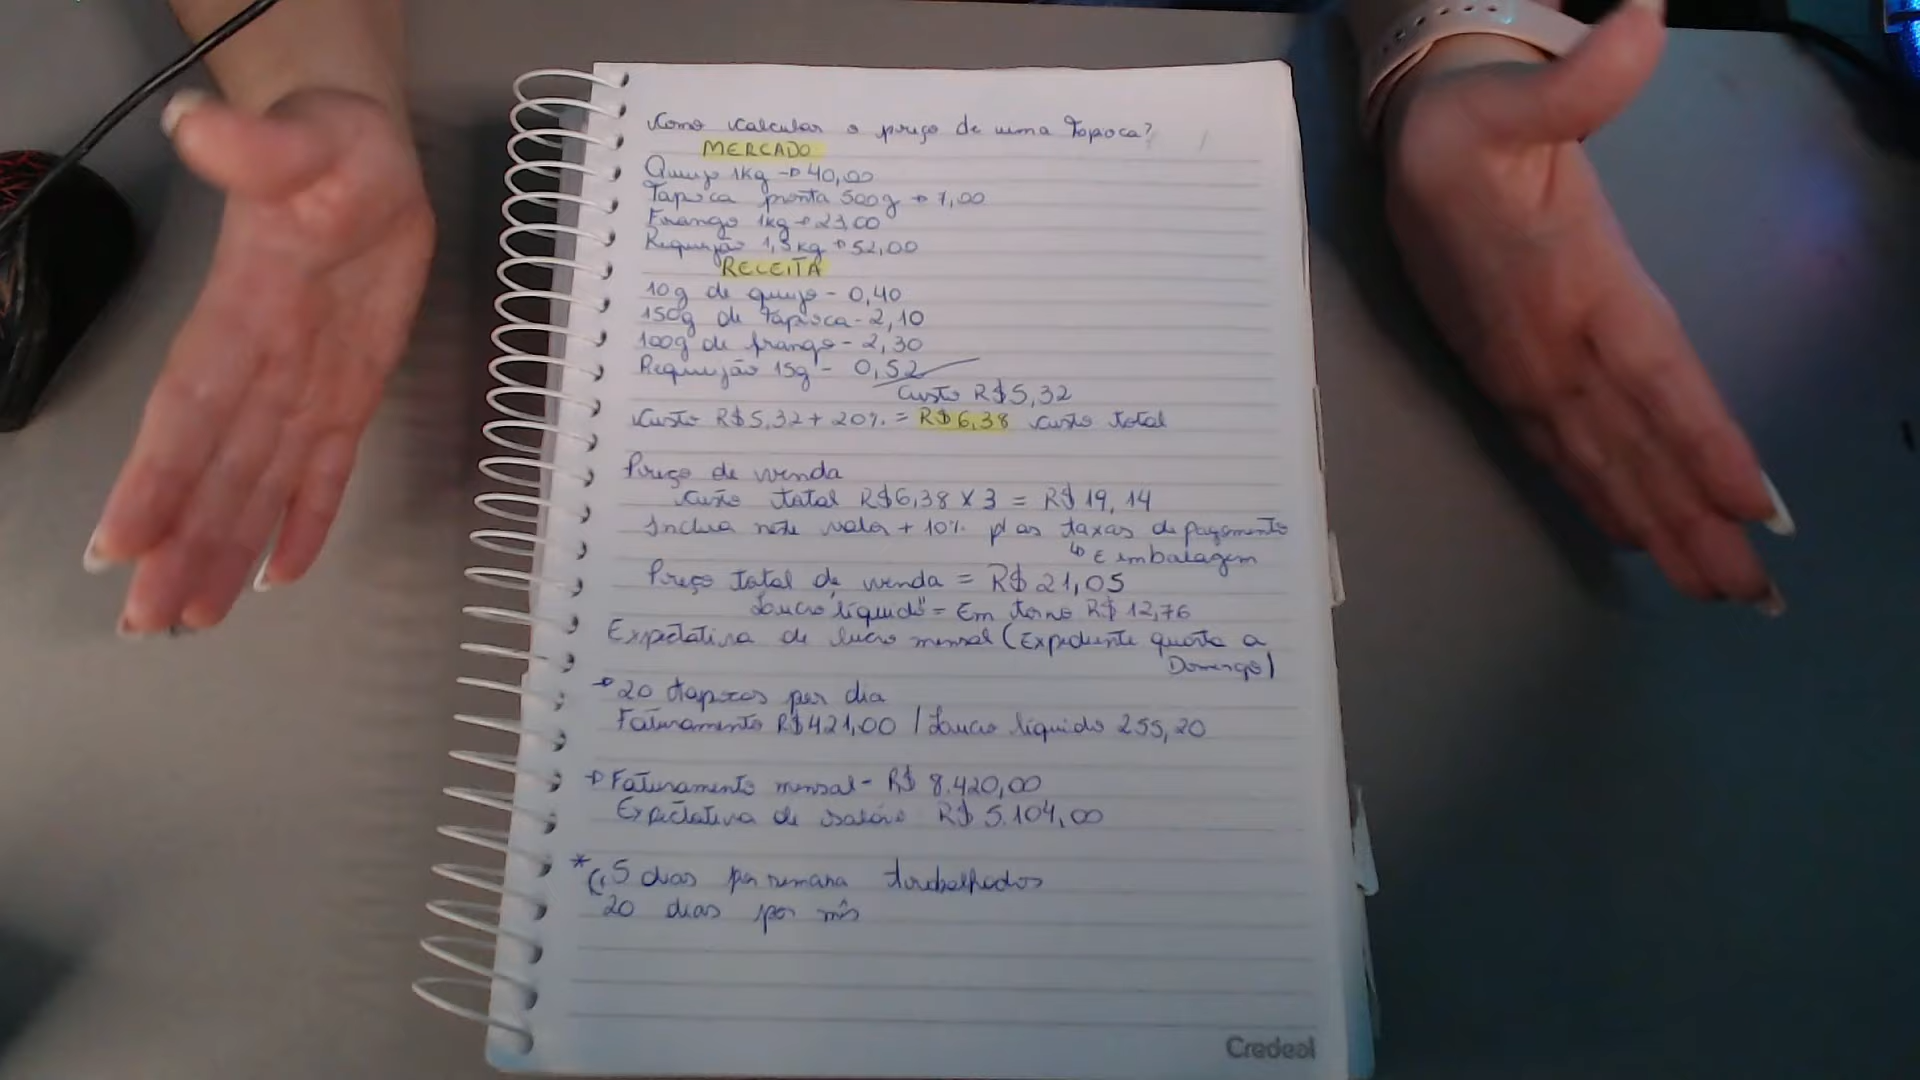 Como calcular o preço de uma Tapioca?
MERCADO
Queijo 1kg → 40,00
Tapioca pronta 500g → 7,00
Frango 1kg → 23,00
Requeijão 1,5kg → 52,00
RECEITA
10g de queijo - 0,40
150g de tapioca - 2,10
100g de frango - 2,30
Requeijão 15g - 0,52
Custo R$5,32
Custo R$5,32 + 20% = R$6,38 custo total
Preço de venda
Custo total R$6,38 x 3 = R$19,14
Inclua neste valor + 10% p/ as taxas de pagamento
↳ E embalagem
Preço total de venda = R$21,05
"Lucro líquido" = Em torno R$12,76
Expectativa de lucro mensal (Expediente quarta a
Domingo)
→ 20 tapiocas por dia
Faturamento R$421,00 / Lucro líquido 255,20
→ Faturamento mensal - R$ 8.420,00
Expectativa de salário R$ 5.104,00
* 5 dias por semana trabalhados
20 dias por mês
Credeal